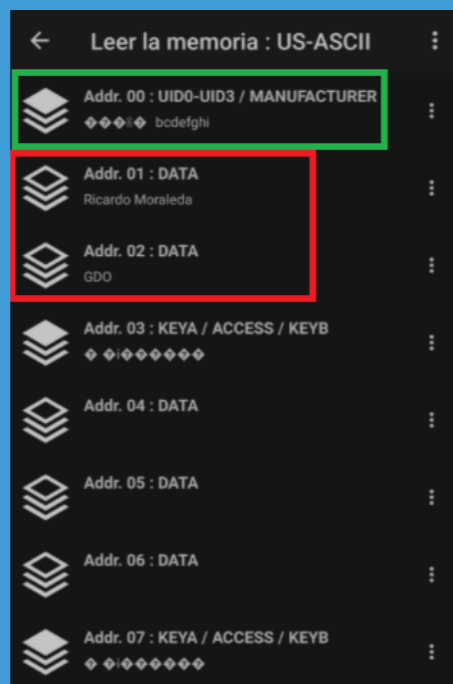 Leer la memoria : US-ASCII
Addr. 00 : UID0-UID3 / MANUFACTURER
���� bcdefghi
Addr. 01 : DATA
Ricardo Moraleda
Addr. 02 : DATA
GDO
Addr. 03 : KEYA / ACCESS / KEYB
� �i������
Addr. 04 : DATA
Addr. 05 : DATA
Addr. 06 : DATA
Addr. 07 : KEYA / ACCESS / KEYB
� �i������